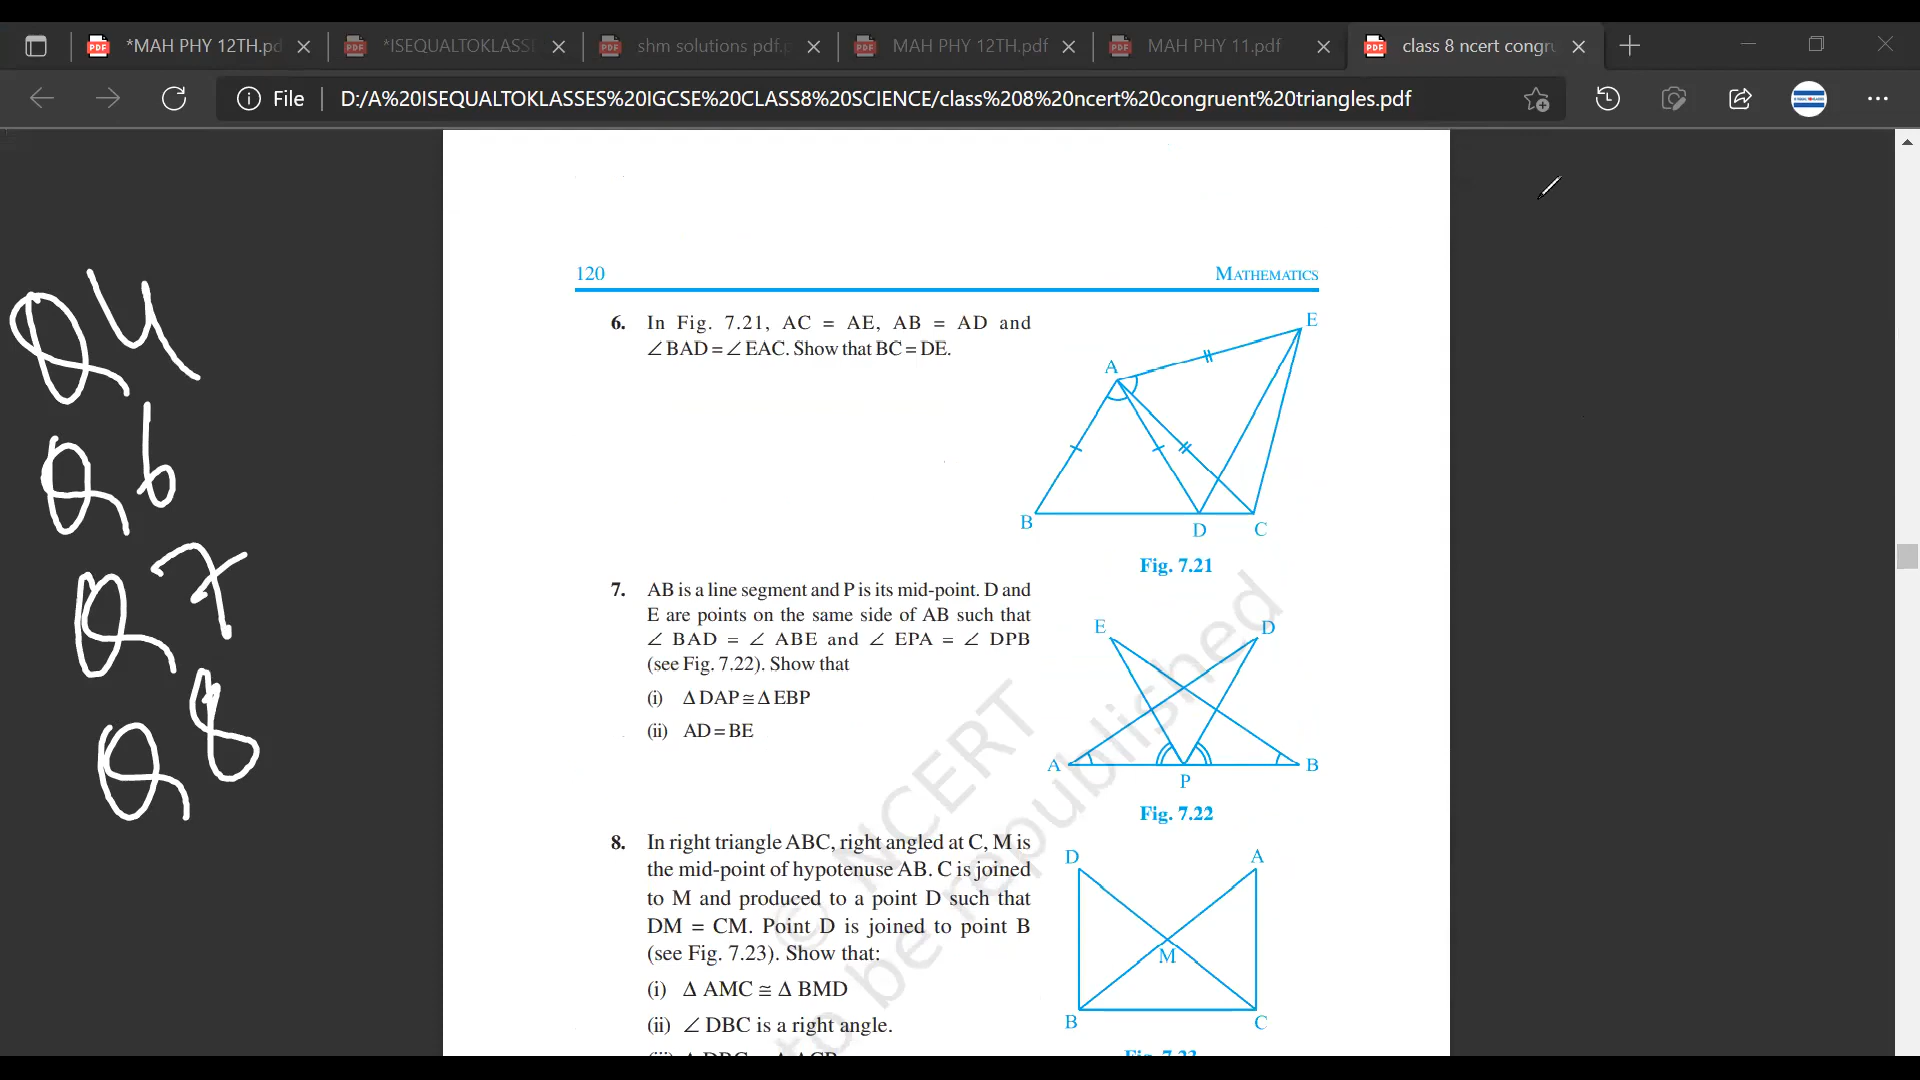 *MAH PHY 12TH.pd
*ISEQUALTOKLASSE
shm solutions pdf.p
MAH PHY 12TH.pdf
MAH PHY 11.pdf
class 8 ncert congru
File
D:/A%20ISEQUALTOKLASSES%20IGCSE%20CLASS8%20SCIENCE/class%208%20ncert%20congruent%20triangles.pdf
Q4
Q6
Q7
Q8
120
MATHEMATICS
6. In Fig. 7.21, AC = AE, AB = AD and
∠ BAD = ∠ EAC. Show that BC = DE.
E
A
B
D
C
Fig. 7.21
7. AB is a line segment and P is its mid-point. D and
E are points on the same side of AB such that
∠ BAD = ∠ ABE and ∠ EPA = ∠ DPB
(see Fig. 7.22). Show that
(i) Δ DAP ≅ Δ EBP
(ii) AD = BE
E
D
A
P
B
Fig. 7.22
8. In right triangle ABC, right angled at C, M is
the mid-point of hypotenuse AB. C is joined
to M and produced to a point D such that
DM = CM. Point D is joined to point B
(see Fig. 7.23). Show that:
(i) Δ AMC ≅ Δ BMD
(ii) ∠ DBC is a right angle.
D
A
M
B
C
© NCERT
to be republished